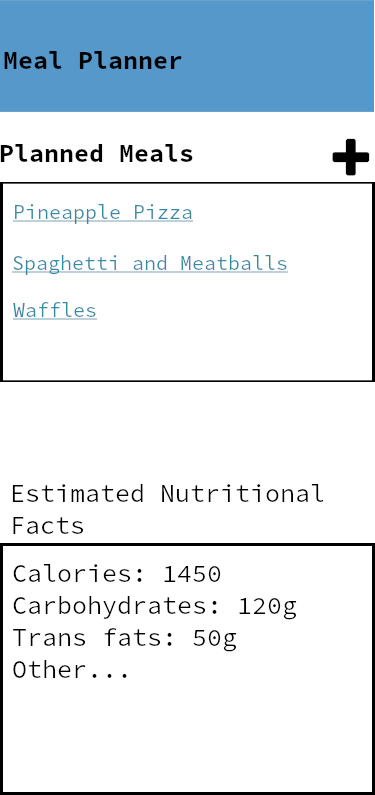 Meal Planner
Planned Meals
Pineapple Pizza
Spaghetti and Meatballs
Waffles
Estimated Nutritional
Facts
Calories: 1450
Carbohydrates: 120g
Trans fats: 50g
Other...